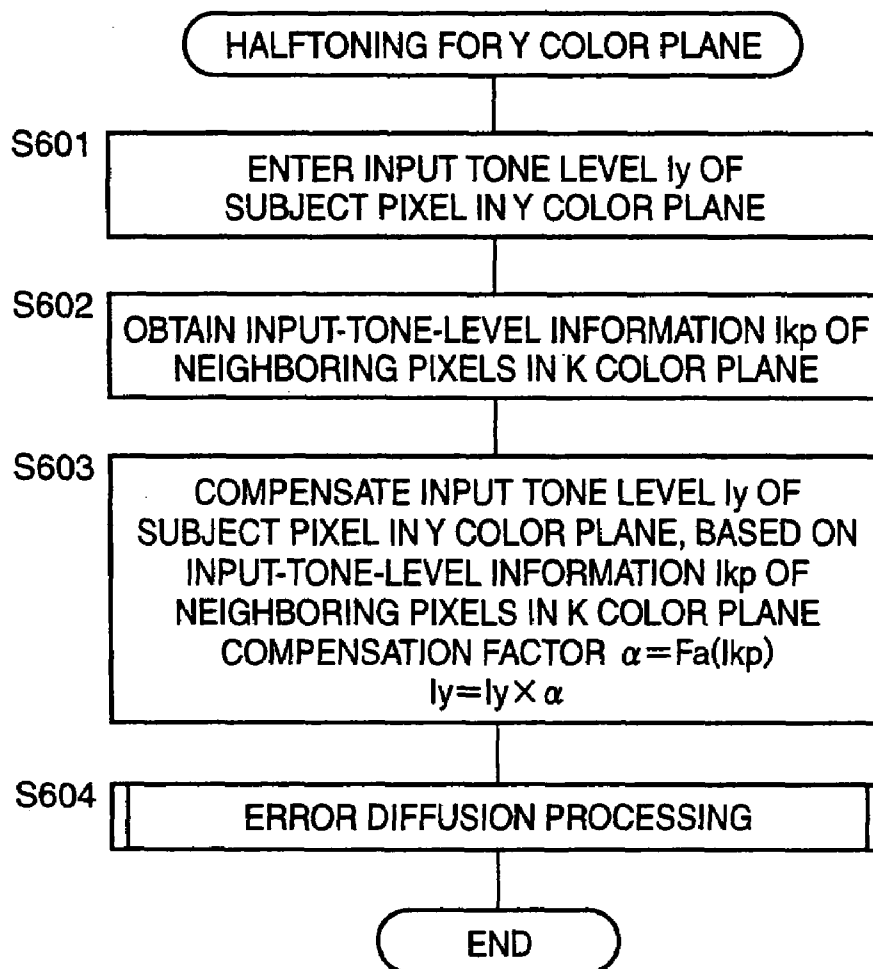 HALFTONING FOR Y COLOR PLANE
S601
ENTER INPUT TONE LEVEL Iy OF
SUBJECT PIXEL IN Y COLOR PLANE
S602
OBTAIN INPUT-TONE-LEVEL INFORMATION Ikp OF
NEIGHBORING PIXELS IN K COLOR PLANE
S603
COMPENSATE INPUT TONE LEVEL Iy OF
SUBJECT PIXEL IN Y COLOR PLANE, BASED ON
INPUT-TONE-LEVEL INFORMATION Ikp OF
NEIGHBORING PIXELS IN K COLOR PLANE
COMPENSATION FACTOR α=Fa(Ikp)
Iy=Iy×α
S604
ERROR DIFFUSION PROCESSING
END